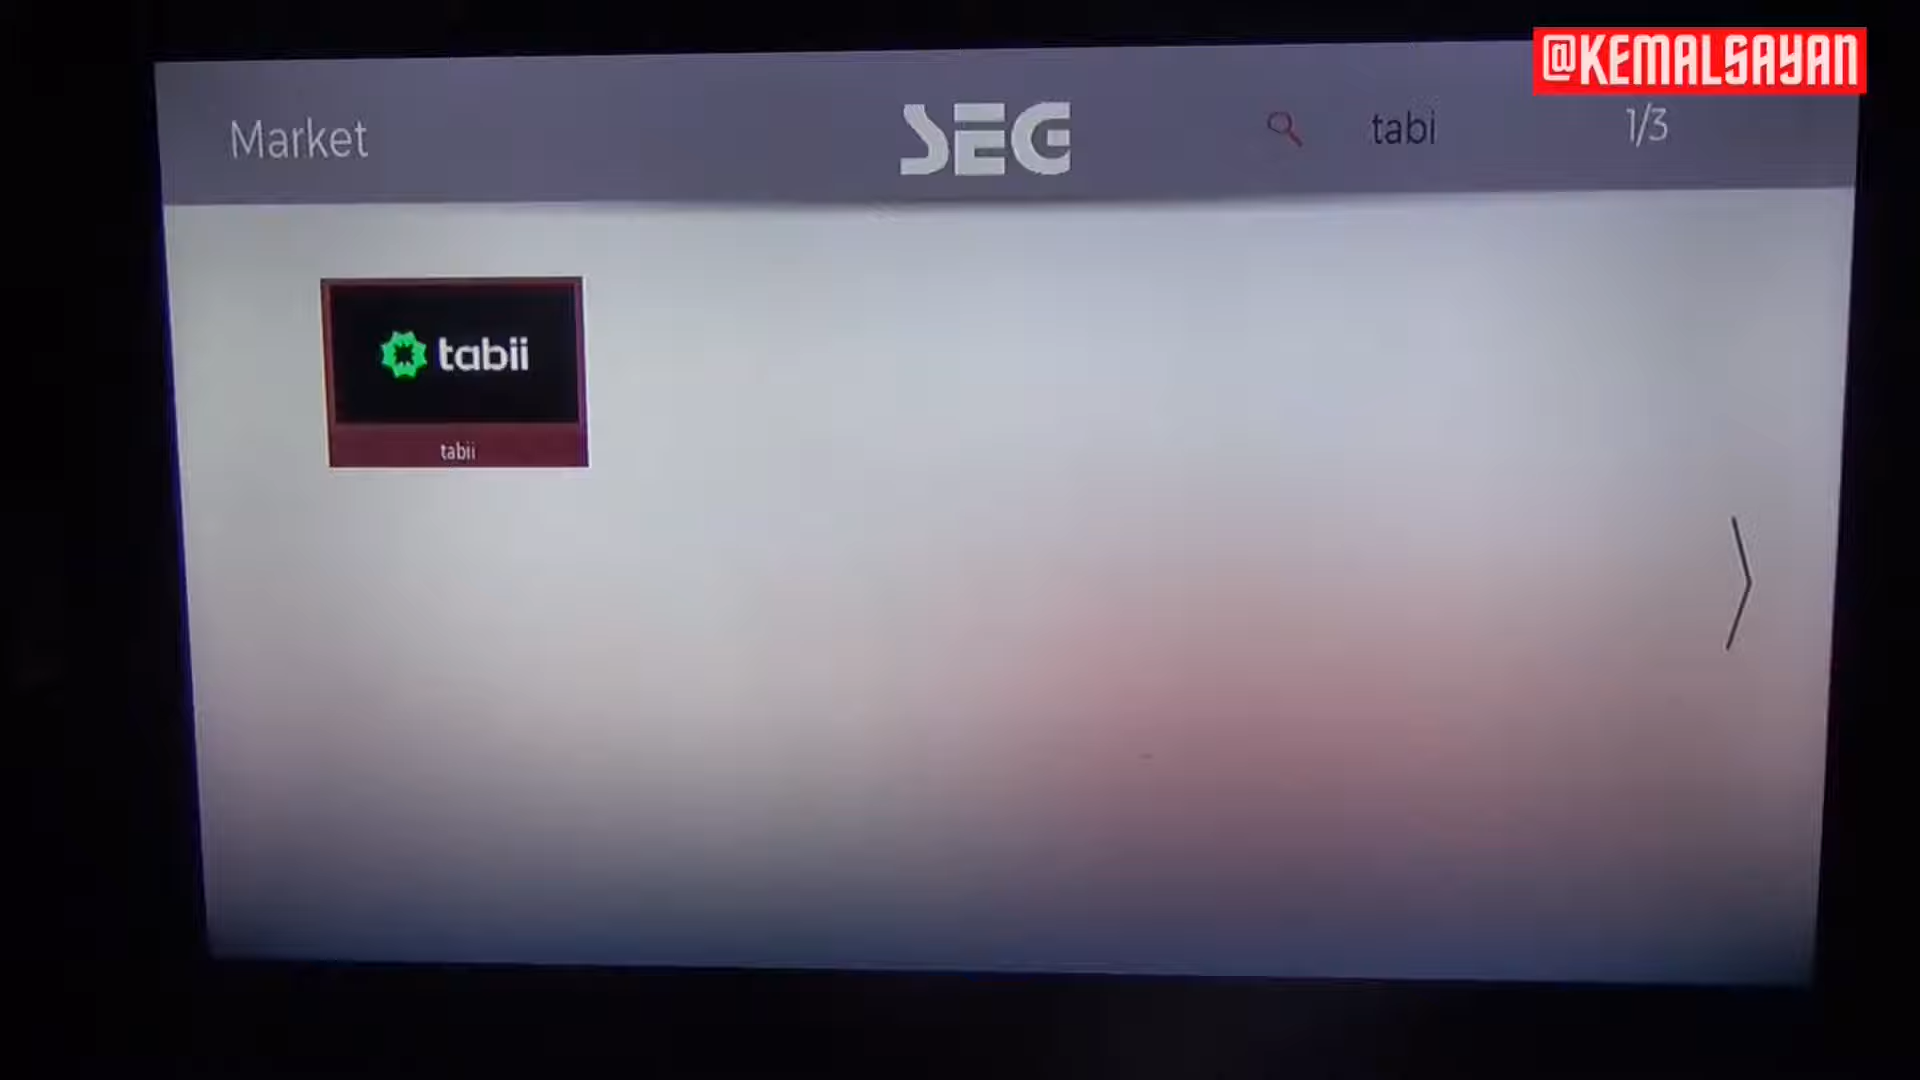 @KEMALSAYAN
Market
SEG
tabi
1/3
tabii
tabii